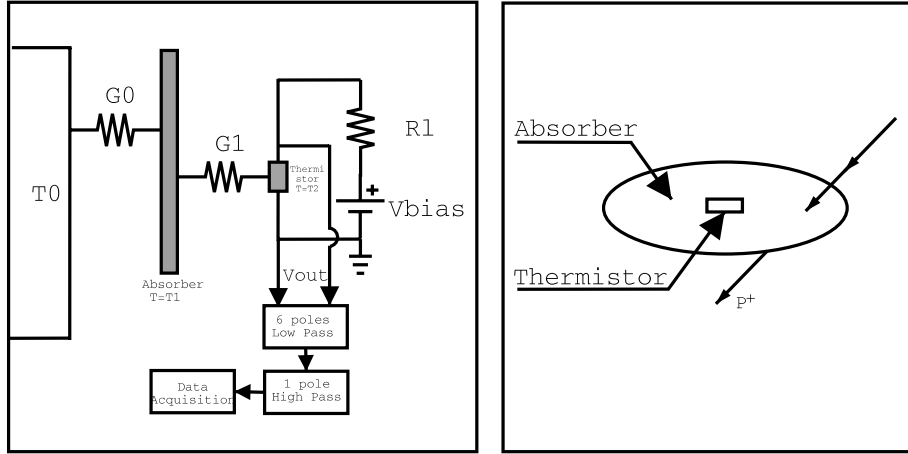 T0
G0
G1
Absorber
T=T1
Thermi
stor
T=T2
Rl
+
Vbias
Vout
6 poles
Low Pass
1 pole
High Pass
Data
Acquisition
Absorber
Thermistor
P+